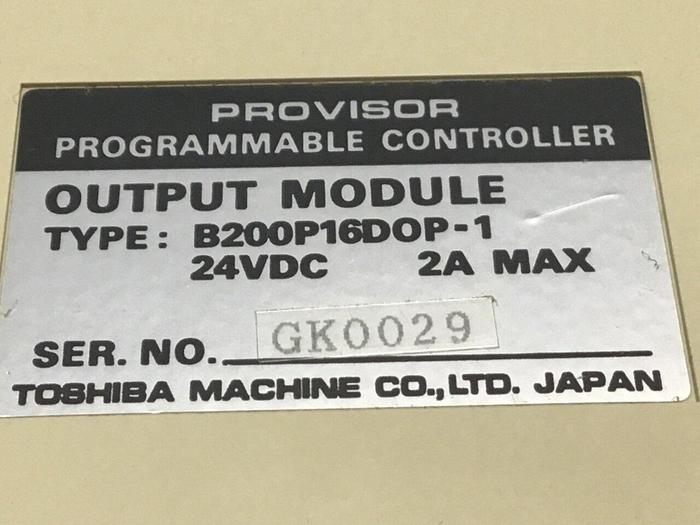 PROVISOR
PROGRAMMABLE CONTROLLER
OUTPUT MODULE
TYPE: B200P16DOP-1
24VDC 2A MAX
SER. NO. GK0029
TOSHIBA MACHINE CO.,LTD. JAPAN